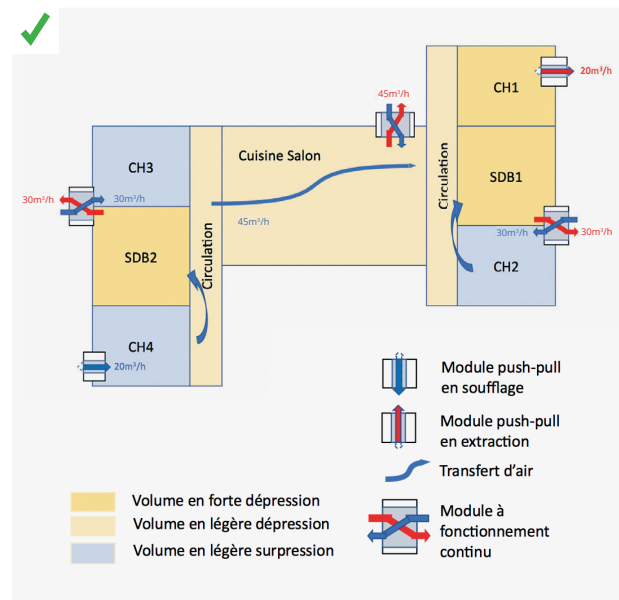 CH1
20m³/h
45m³/h
Cuisine Salon
CH3
SDB1
30m³/h
30m³/h
Circulation
45m³/h
Circulation
SDB2
30m³/h
30m³/h
CH2
CH4
20m³/h
Module push-pull
en soufflage
Module push-pull
en extraction
Transfert d'air
Module à
fonctionnement
continu
Volume en forte dépression
Volume en légère dépression
Volume en légère surpression